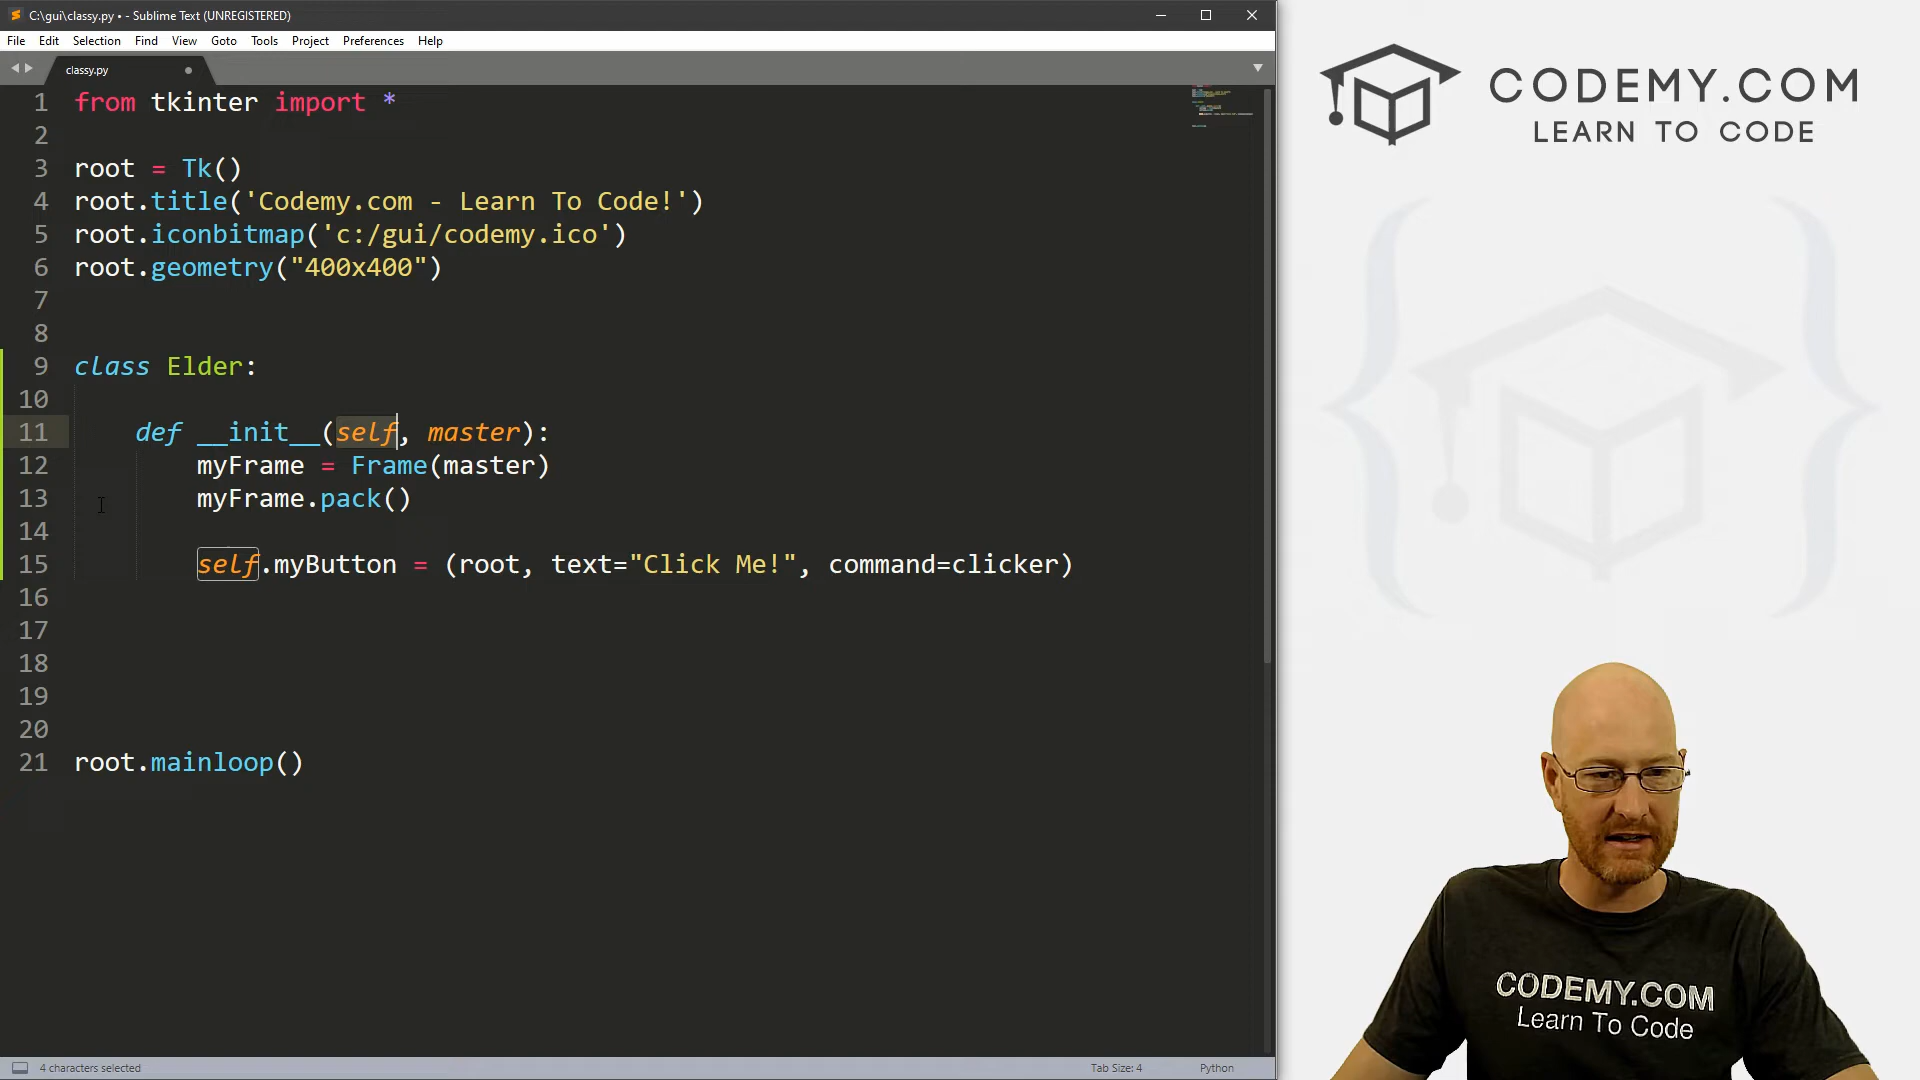 C:\gui\classy.py • - Sublime Text (UNREGISTERED)
File Edit Selection Find View Goto Tools Project Preferences Help
classy.py
1 from tkinter import *
2
3 root = Tk()
4 root.title('Codemy.com - Learn To Code!')
5 root.iconbitmap('c:/gui/codemy.ico')
6 root.geometry("400x400")
7
8
9 class Elder:
10
11 def __init__(self, master):
12 myFrame = Frame(master)
13 myFrame.pack()
14
15 self.myButton = (root, text="Click Me!", command=clicker)
16
17
18
19
20
21 root.mainloop()
4 characters selected
Tab Size: 4
Python
CODEMY.COM
LEARN TO CODE
CODEMY.COM
Learn To Code